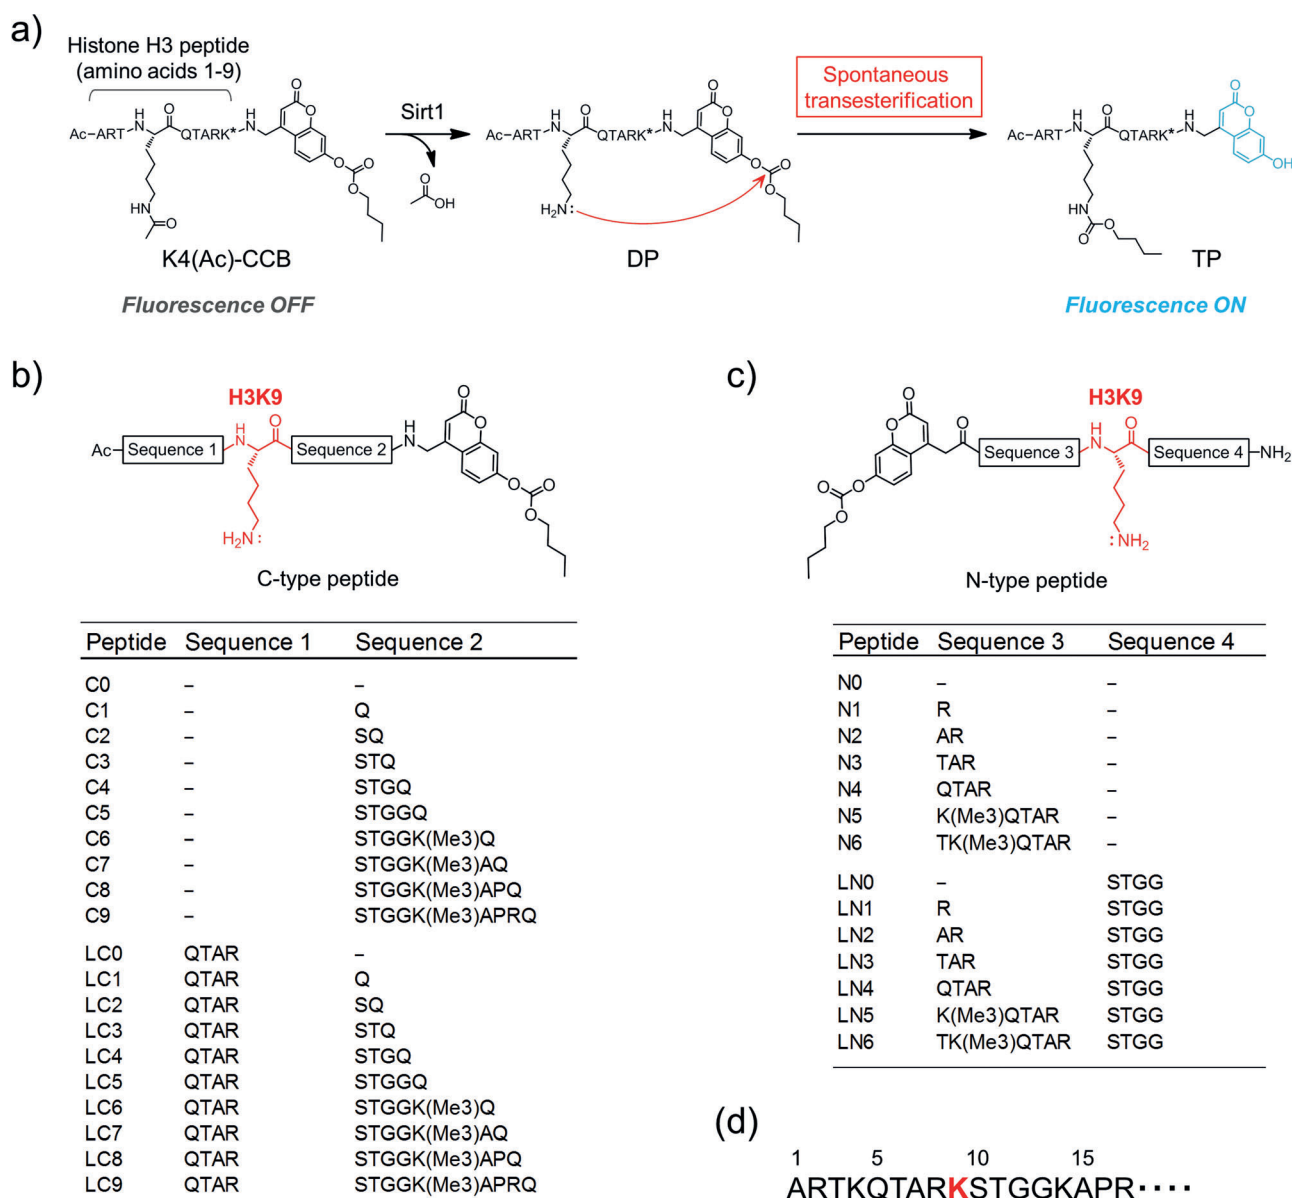 a)
Histone H3 peptide
(amino acids 1-9)
Ac–ART
H
N
O
QTARK*
H
N
O
O
O
O
O
HN
O
K4(Ac)-CCB
Fluorescence OFF
Sirt1
O
OH
Ac–ART
H
N
O
QTARK*
H
N
O
O
O
O
O
H2N:
DP
Spontaneous
transesterification
Ac–ART
H
N
O
QTARK*
H
N
O
O
OH
HN
O
O
TP
Fluorescence ON
b)
H3K9
Ac
Sequence 1
H
N
O
Sequence 2
N
H
O
O
O
O
O
H2N:
C-type peptide
Peptide Sequence 1 Sequence 2
C0 – –
C1 – Q
C2 – SQ
C3 – STQ
C4 – STGQ
C5 – STGGQ
C6 – STGGK(Me3)Q
C7 – STGGK(Me3)AQ
C8 – STGGK(Me3)APQ
C9 – STGGK(Me3)APRQ
LC0 QTAR –
LC1 QTAR Q
LC2 QTAR SQ
LC3 QTAR STQ
LC4 QTAR STGQ
LC5 QTAR STGGQ
LC6 QTAR STGGK(Me3)Q
LC7 QTAR STGGK(Me3)AQ
LC8 QTAR STGGK(Me3)APQ
LC9 QTAR STGGK(Me3)APRQ
c)
H3K9
O
O
O
O
O
O
Sequence 3
H
N
O
Sequence 4
NH2
:NH2
N-type peptide
Peptide Sequence 3 Sequence 4
N0 – –
N1 R –
N2 AR –
N3 TAR –
N4 QTAR –
N5 K(Me3)QTAR –
N6 TK(Me3)QTAR –
LN0 – STGG
LN1 R STGG
LN2 AR STGG
LN3 TAR STGG
LN4 QTAR STGG
LN5 K(Me3)QTAR STGG
LN6 TK(Me3)QTAR STGG
(d)
1 5 10 15
ARTKQTARKSTGGKAPR····